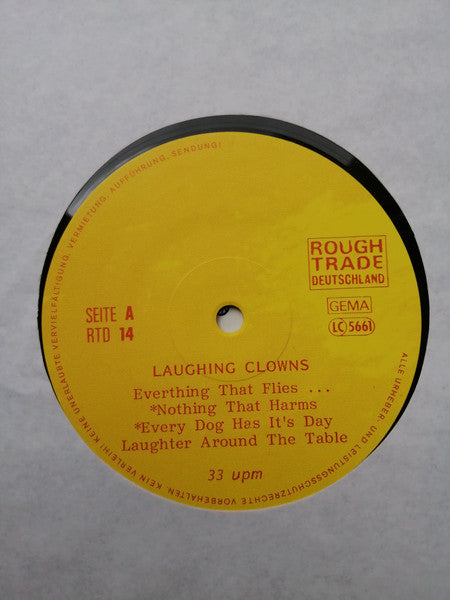 ALLE URHEBER- UND LEISTUNGSSCHUTZRECHTE VORBEHALTEN. KEIN VERLEIH! KEINE UNERLAUBTE VERVIELFÄLTIGUNG, VERMIETUNG, AUFFÜHRUNG, SENDUNG!
ROUGH
TRADE
DEUTSCHLAND
GEMA
LC 5661
SEITE A
RTD 14
LAUGHING CLOWNS
Everthing That Flies ...
*Nothing That Harms
*Every Dog Has It's Day
Laughter Around The Table
33 upm